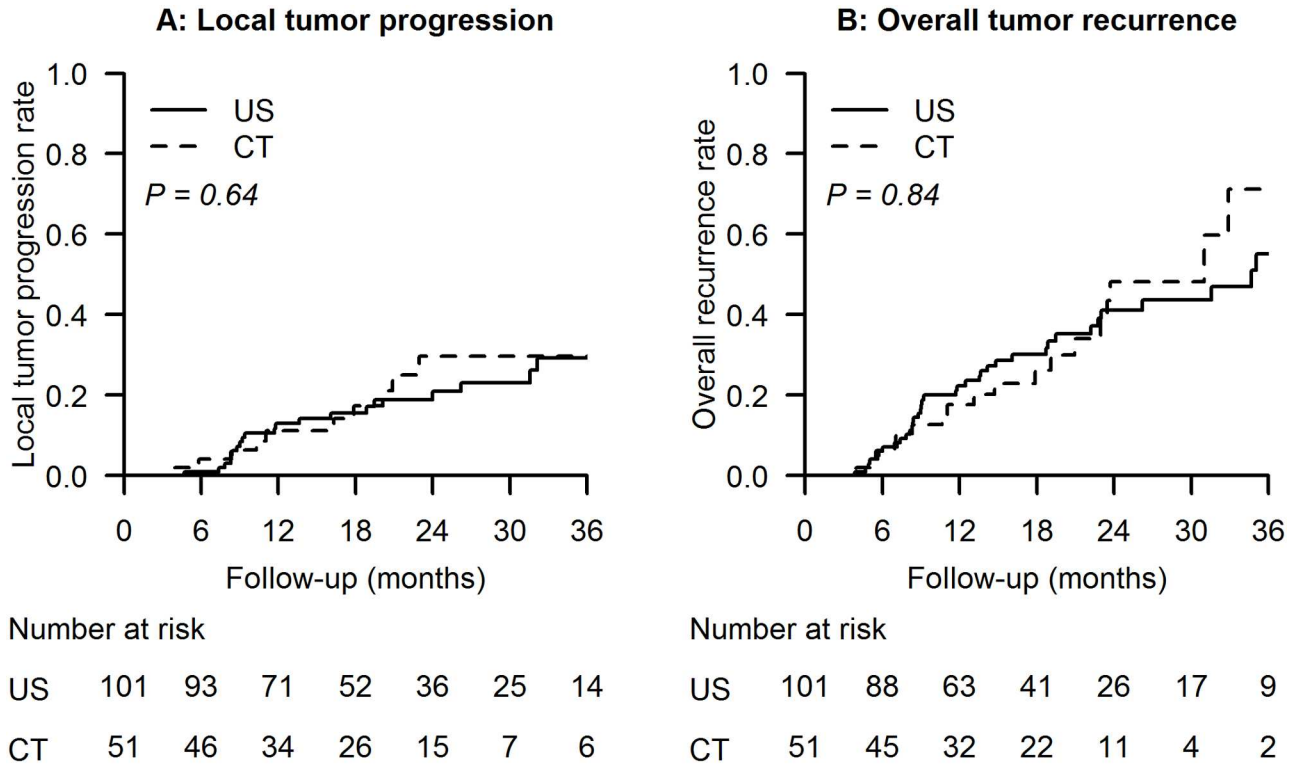 A: Local tumor progression
Local tumor progression rate
1.0
0.8
0.6
0.4
0.2
0.0
US
CT
P = 0.64
0 6 12 18 24 30 36
Follow-up (months)
Number at risk
US 101 93 71 52 36 25 14
CT 51 46 34 26 15 7 6
B: Overall tumor recurrence
Overall recurrence rate
1.0
0.8
0.6
0.4
0.2
0.0
US
CT
P = 0.84
0 6 12 18 24 30 36
Follow-up (months)
Number at risk
US 101 88 63 41 26 17 9
CT 51 45 32 22 11 4 2